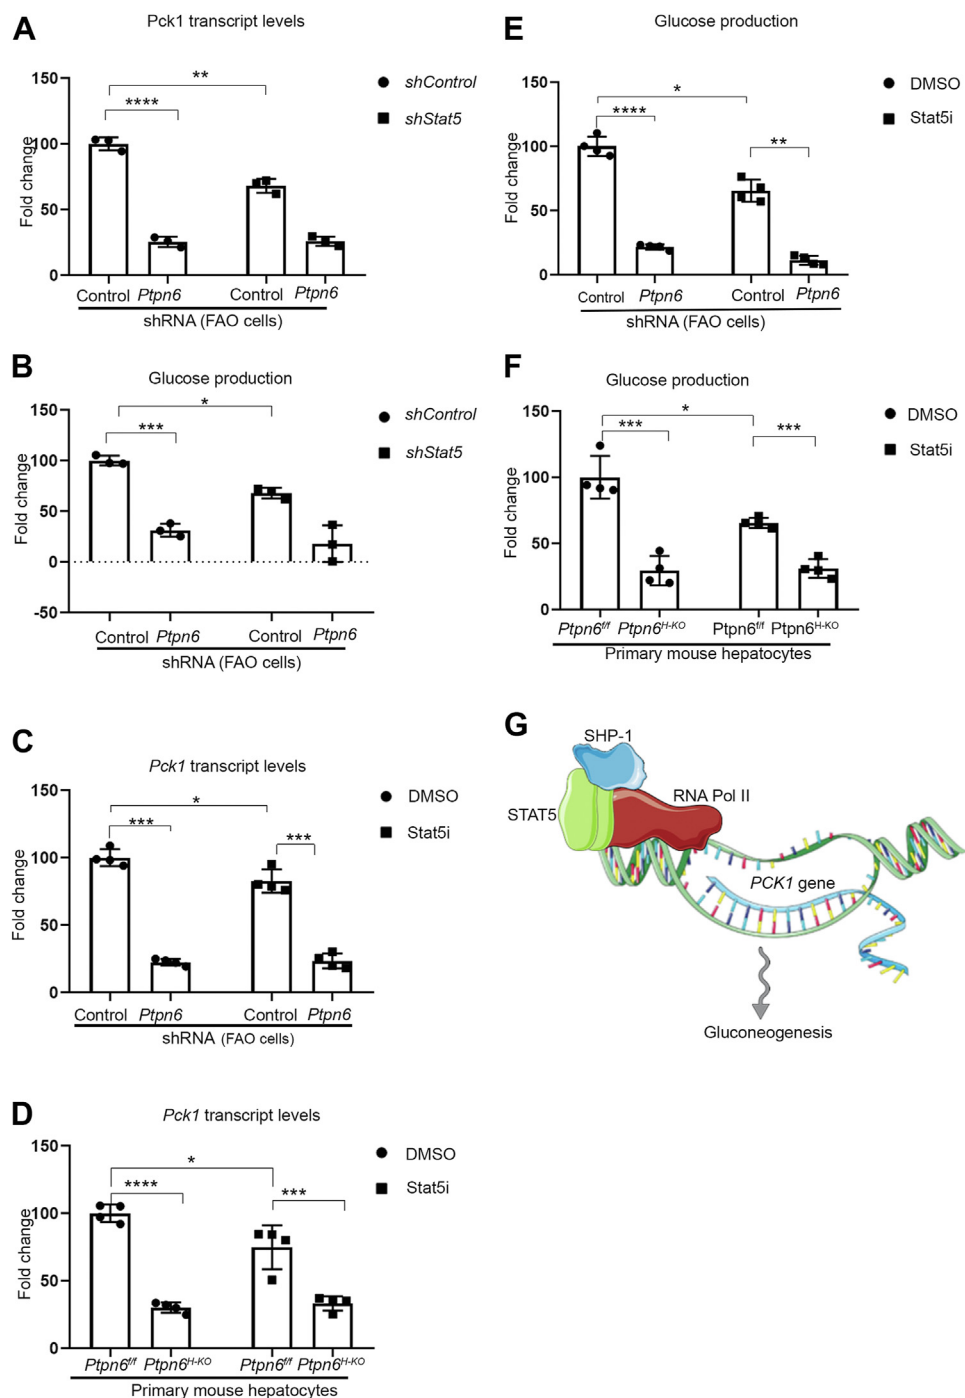 A
Pck1 transcript levels
Fold change
150
100
50
0
**
****
shControl
shStat5
Control Ptpn6 Control Ptpn6
shRNA (FAO cells)
B
Glucose production
Fold change
150
100
50
0
-50
*
***
shControl
shStat5
Control Ptpn6 Control Ptpn6
shRNA (FAO cells)
C
Pck1 transcript levels
Fold change
150
100
50
0
*
*** ***
DMSO
Stat5i
Control Ptpn6 Control Ptpn6
shRNA (FAO cells)
D
Pck1 transcript levels
Fold change
150
100
50
0
*
**** ***
DMSO
Stat5i
Ptpn6f/f Ptpn6H-KO Ptpn6f/f Ptpn6H-KO
Primary mouse hepatocytes
E
Glucose production
Fold change
150
100
50
0
*
**** **
DMSO
Stat5i
Control Ptpn6 Control Ptpn6
shRNA (FAO cells)
F
Glucose production
Fold change
150
100
50
0
*
*** ***
DMSO
Stat5i
Ptpn6f/f Ptpn6H-KO Ptpn6f/f Ptpn6H-KO
Primary mouse hepatocytes
G
SHP-1
STAT5
RNA Pol II
PCK1 gene
Gluconeogenesis